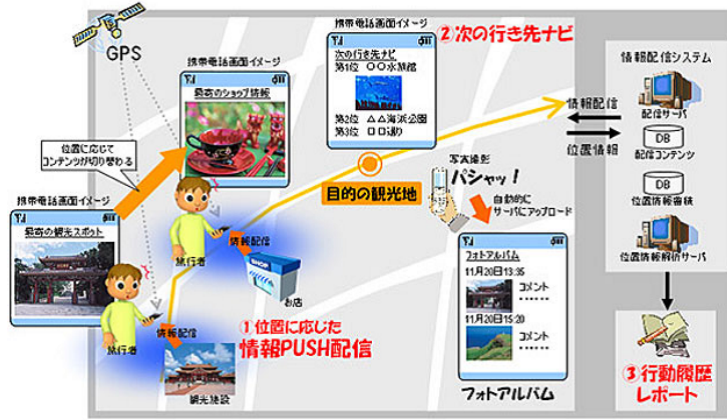 GPS
携帯電話画面イメージ
最寄のショップ情報
位置に応じて
コンテンツが切り替わる
携帯電話画面イメージ
最寄の観光スポット
旅行者
情報配信
旅行者
情報配信
SHOP
お店
観光施設
①位置に応じた
情報PUSH配信
②次の行き先ナビ
携帯電話画面イメージ
次の行き先ナビ
第1位 ○○水族館
第2位 △△海浜公園
第3位 □□通り
目的の観光地
写真撮影
パシャッ!
自動的に
サーバにアップロード
フォトアルバム
11月20日13:35
コメント
11月20日15:20
コメント
フォトアルバム
情報配信
位置情報
情報配信システム
配信サーバ
DB
配信コンテンツ
DB
位置情報蓄積
位置情報解析サーバ
③行動履歴
レポート